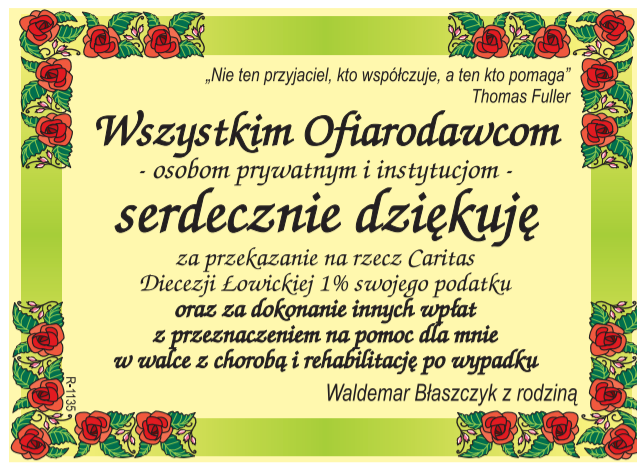 „Nie ten przyjaciel, kto współczuje, a ten kto pomaga”
Thomas Fuller
Wszystkim Ofiarodawcom
- osobom prywatnym i instytucjom -
serdecznie dziękuję
za przekazanie na rzecz Caritas
Diecezji Łowickiej 1% swojego podatku
oraz za dokonanie innych wpłat
z przeznaczeniem na pomoc dla mnie
w walce z chorobą i rehabilitację po wypadku
Waldemar Błaszczyk z rodziną
R-1135